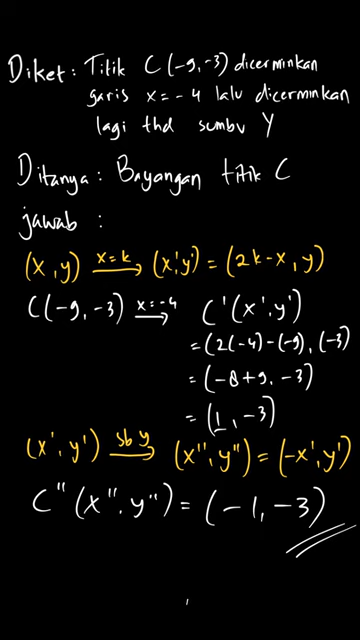 Diket : Titik C(-9, -3) dicerminkan
garis x = -4 lalu dicerminkan
lagi thd sumbu Y
Ditanya : Bayangan titik C
jawab :
(x, y) x=k → (x', y') = (2k - x, y)
C(-9, -3) x=-4 → C'(x', y')
= (2(-4) - (-9), (-3)
= (-8 + 9, -3)
= (1, -3)
(x', y') sb y → (x'', y'') = (-x', y')
C''(x'', y'') = (-1, -3)